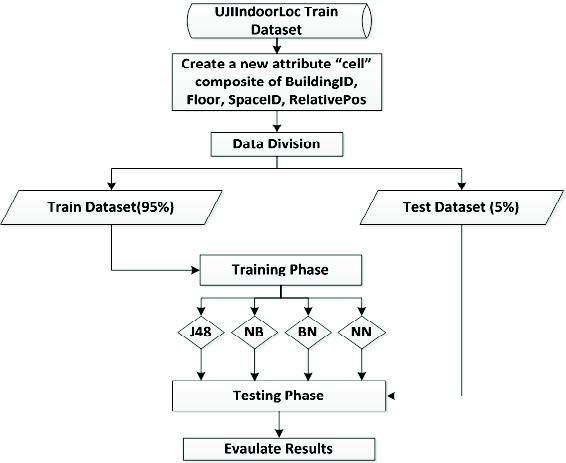 UJIIndoorLoc Train
Dataset
Create a new attribute “cell”
composite of BuildingID,
Floor, SpaceID, RelativePos
Data Division
Train Dataset(95%)
Test Dataset (5%)
Training Phase
J48
NB
BN
NN
Testing Phase
Evaulate Results